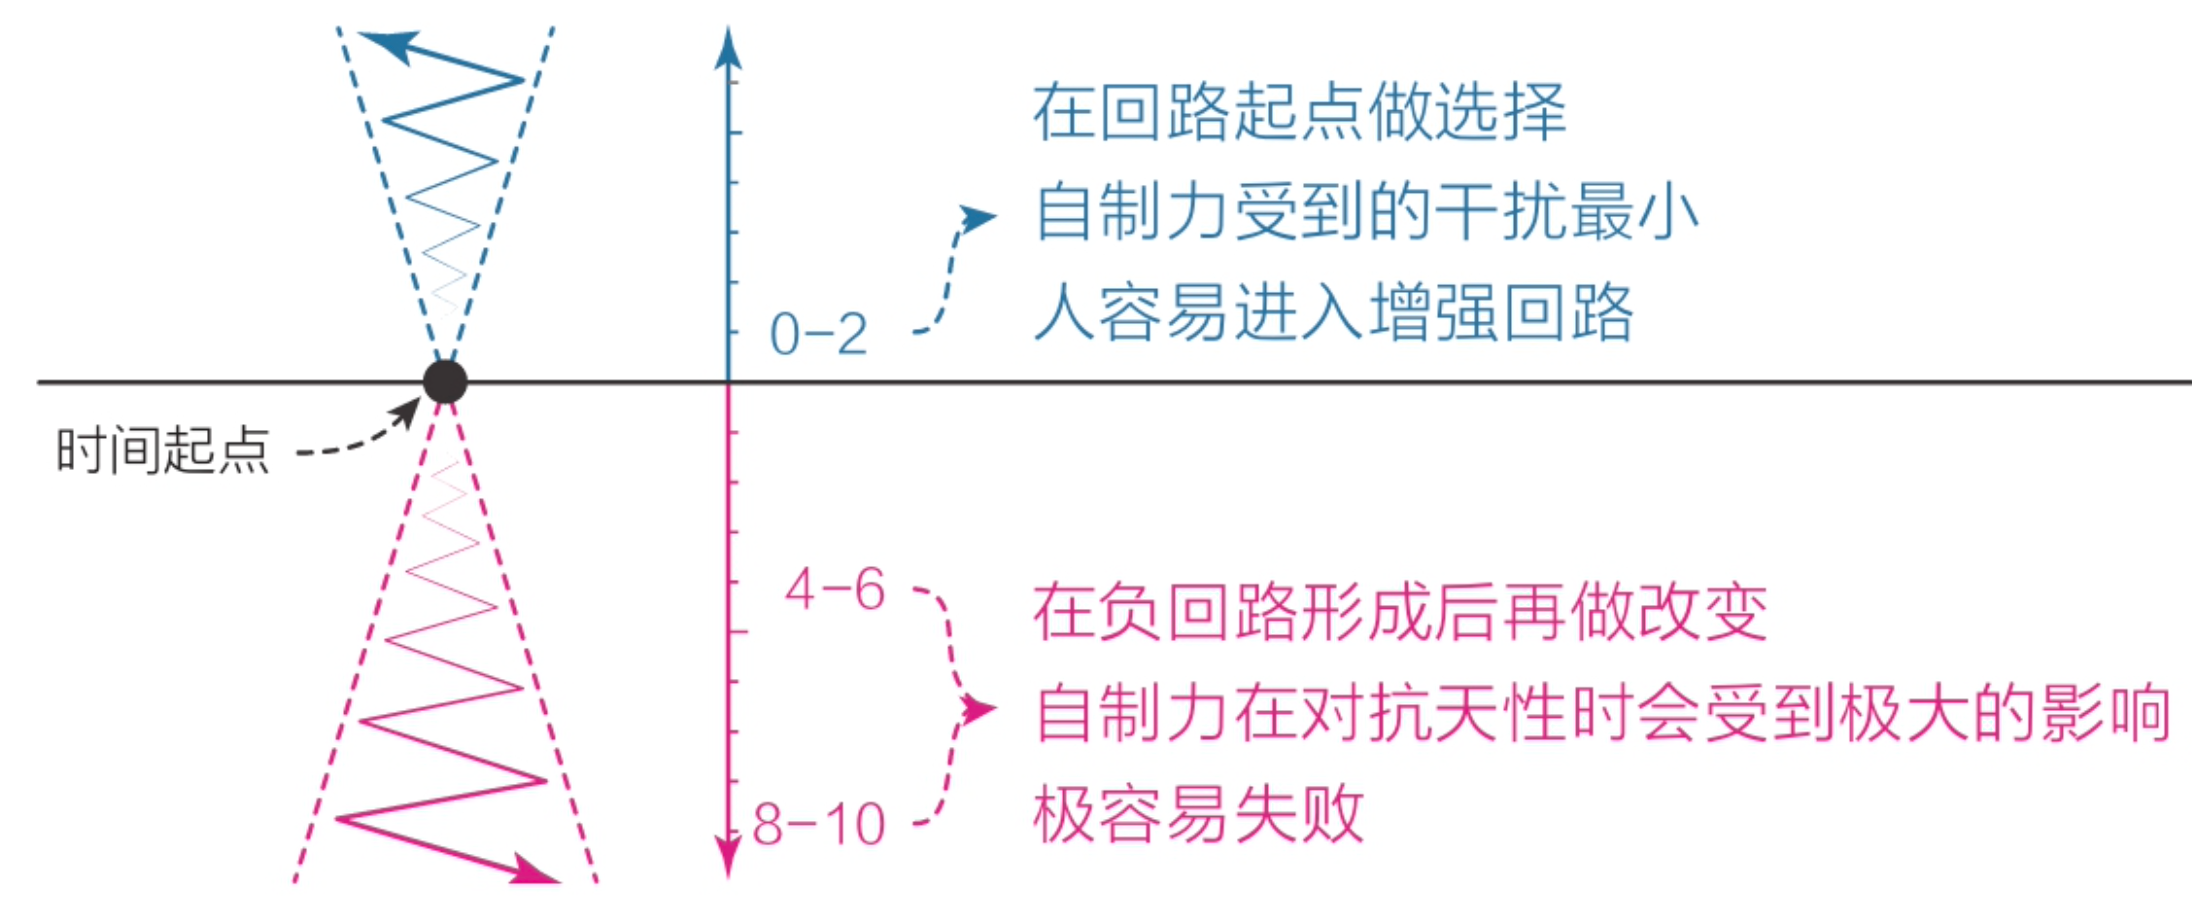 在回路起点做选择
自制力受到的干扰最小
0-2
人容易进入增强回路
时间起点
4-6
在负回路形成后再做改变
自制力在对抗天性时会受到极大的影响
8-10
极容易失败